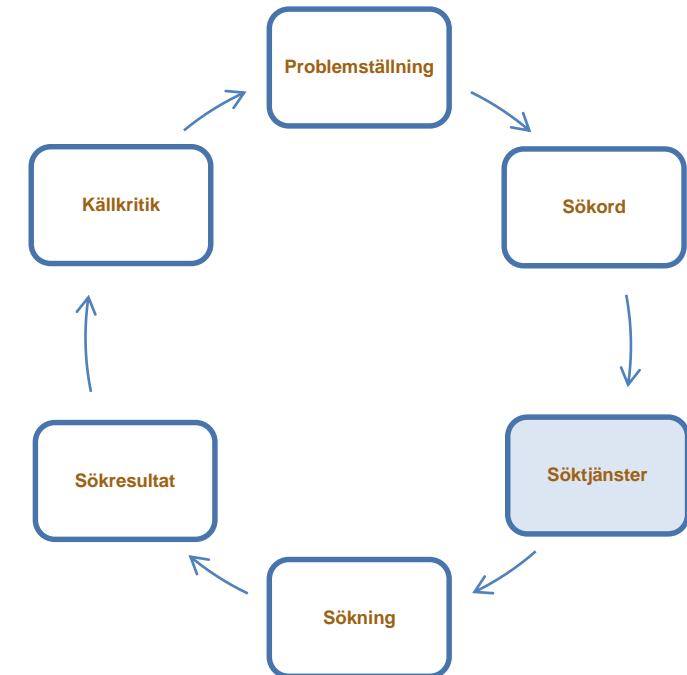 Problemställning
Sökord
Söktjänster
Sökning
Sökresultat
Källkritik